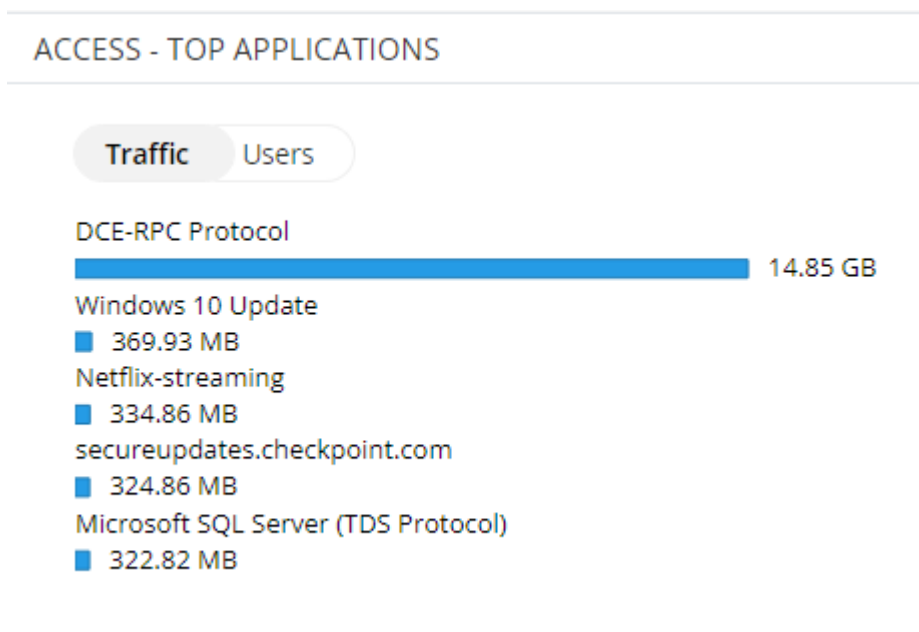 ACCESS - TOP APPLICATIONS
Traffic Users
DCE-RPC Protocol
14.85 GB
Windows 10 Update
369.93 MB
Netflix-streaming
334.86 MB
secureupdates.checkpoint.com
324.86 MB
Microsoft SQL Server (TDS Protocol)
322.82 MB